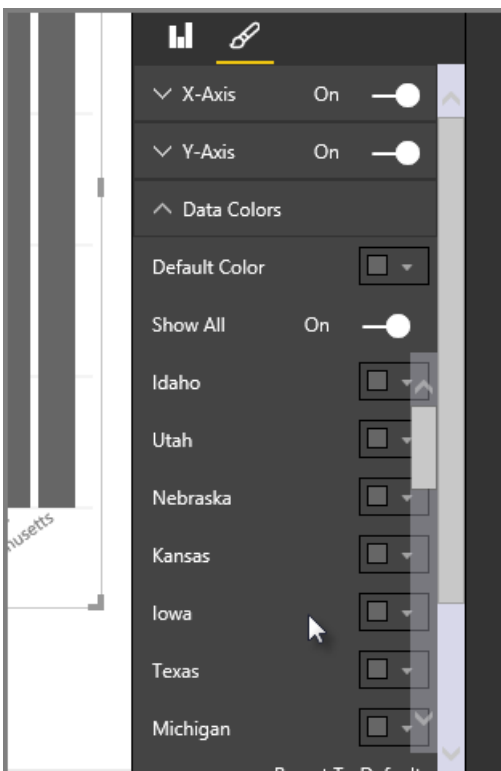 X-Axis On
Y-Axis On
Data Colors
Default Color
Show All On
Idaho
Utah
Nebraska
Kansas
Iowa
Texas
Michigan